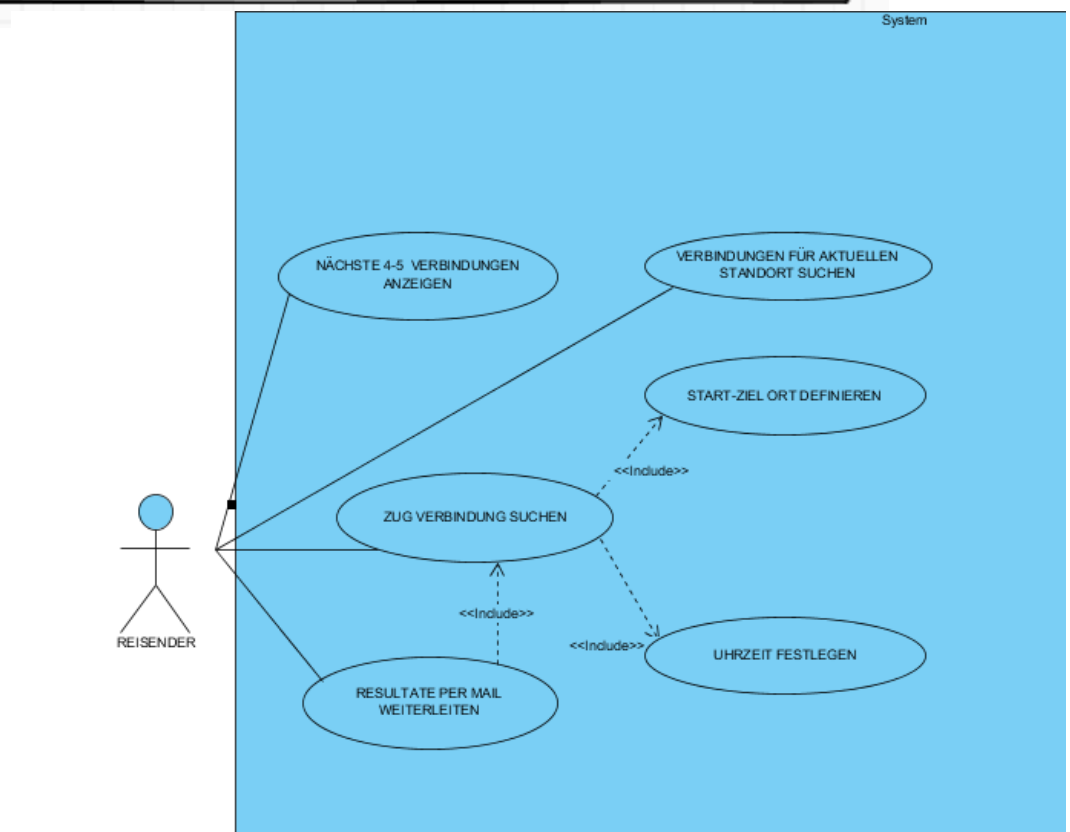 System
NÄCHSTE 4-5 VERBINDUNGEN
ANZEIGEN
VERBINDUNGEN FÜR AKTUELLEN
STANDORT SUCHEN
START-ZIEL ORT DEFINIEREN
<<Include>>
ZUG VERBINDUNG SUCHEN
<<Include>>
<<Include>>
REISENDER
UHRZEIT FESTLEGEN
RESULTATE PER MAIL
WEITERLEITEN